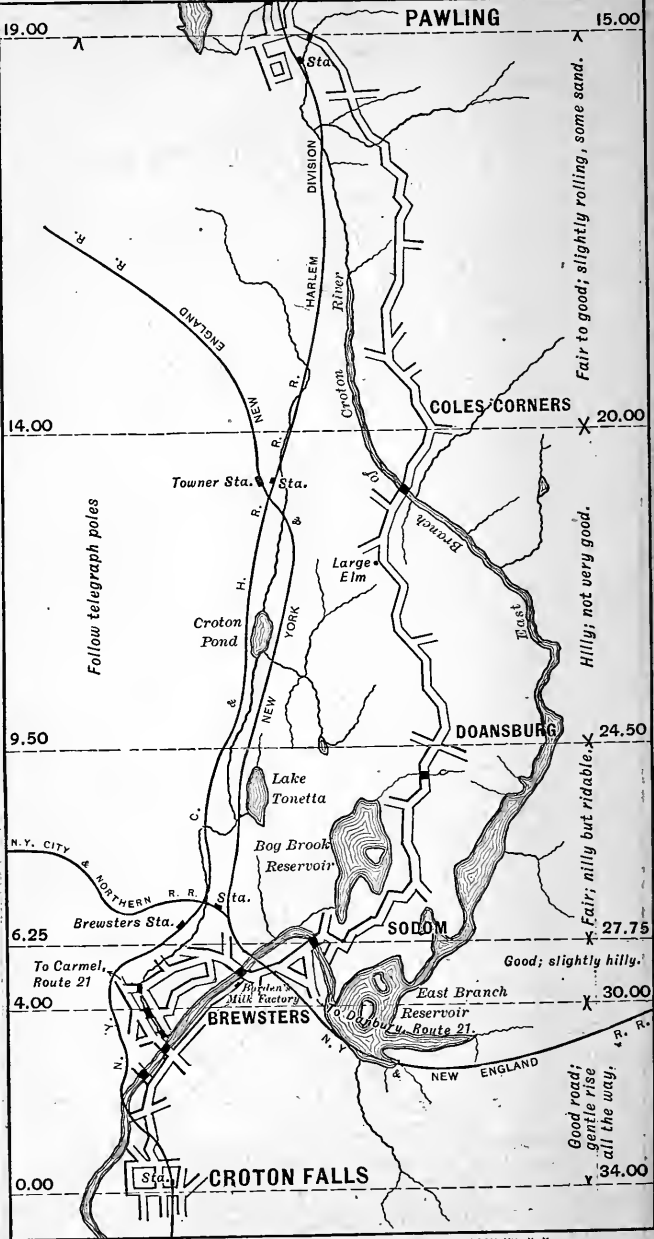 PAWLING
19.00
15.00
Sta.
Fair to good; slightly rolling, some sand.
HARLEM DIVISION
NEW ENGLAND R. R.
Croton River
COLES CORNERS
14.00
20.00
Towner Sta.
Sta.
R. R.
of
Branch
East
Follow telegraph poles
Large
Elm
Hilly; not very good.
Croton
Pond
N. Y. C. & H. R.
NEW YORK &
DOANSBURG
9.50
24.50
Lake
Tonetta
Bog Brook
Reservoir
Fair; nilly but ridable.
N.Y. CITY & NORTHERN R. R.
Sta.
Brewsters Sta.
SODOM
6.25
27.75
To Carmel,
Route 21
Good; slightly hilly.
Borden's
Milk Factory
East Branch
Reservoir
To Danbury, Route 21.
4.00
30.00
BREWSTERS
N. Y. & NEW ENGLAND R. R.
Good road;
gentle rise
all the way.
Sta.
CROTON FALLS
0.00
34.00